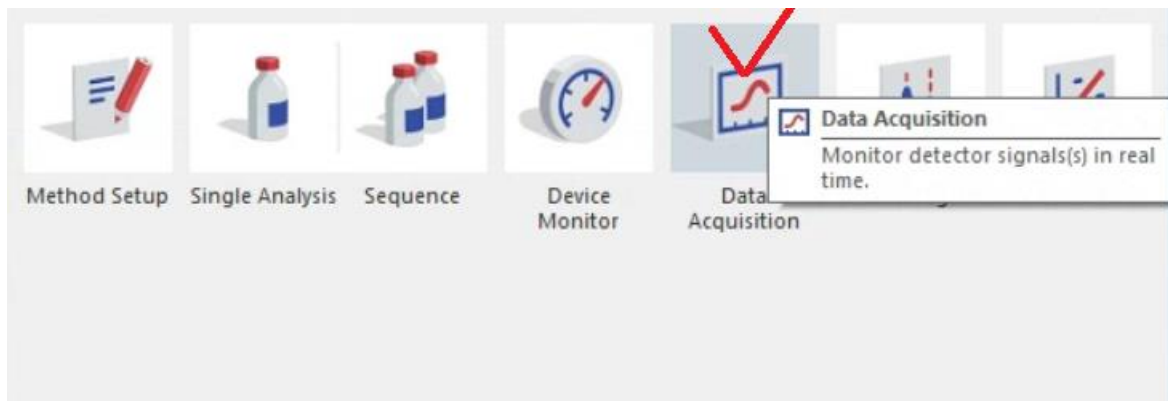 Method Setup
Single Analysis
Sequence
Device
Monitor
Data
Acquisition
Data Acquisition
Monitor detector signals(s) in real
time.